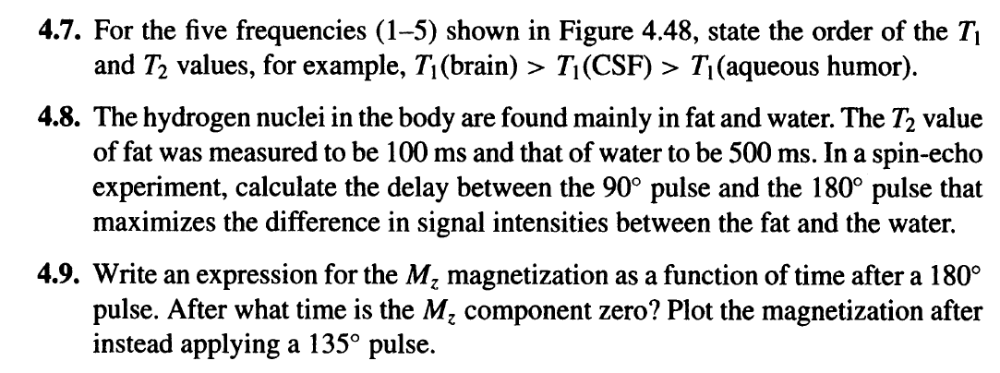 4.7. For the five frequencies (1–5) shown in Figure 4.48, state the order of the T₁
and T₂ values, for example, T₁(brain) > T₁(CSF) > T₁(aqueous humor).
4.8. The hydrogen nuclei in the body are found mainly in fat and water. The T₂ value
of fat was measured to be 100 ms and that of water to be 500 ms. In a spin-echo
experiment, calculate the delay between the 90° pulse and the 180° pulse that
maximizes the difference in signal intensities between the fat and the water.
4.9. Write an expression for the M_z magnetization as a function of time after a 180°
pulse. After what time is the M_z component zero? Plot the magnetization after
instead applying a 135° pulse.